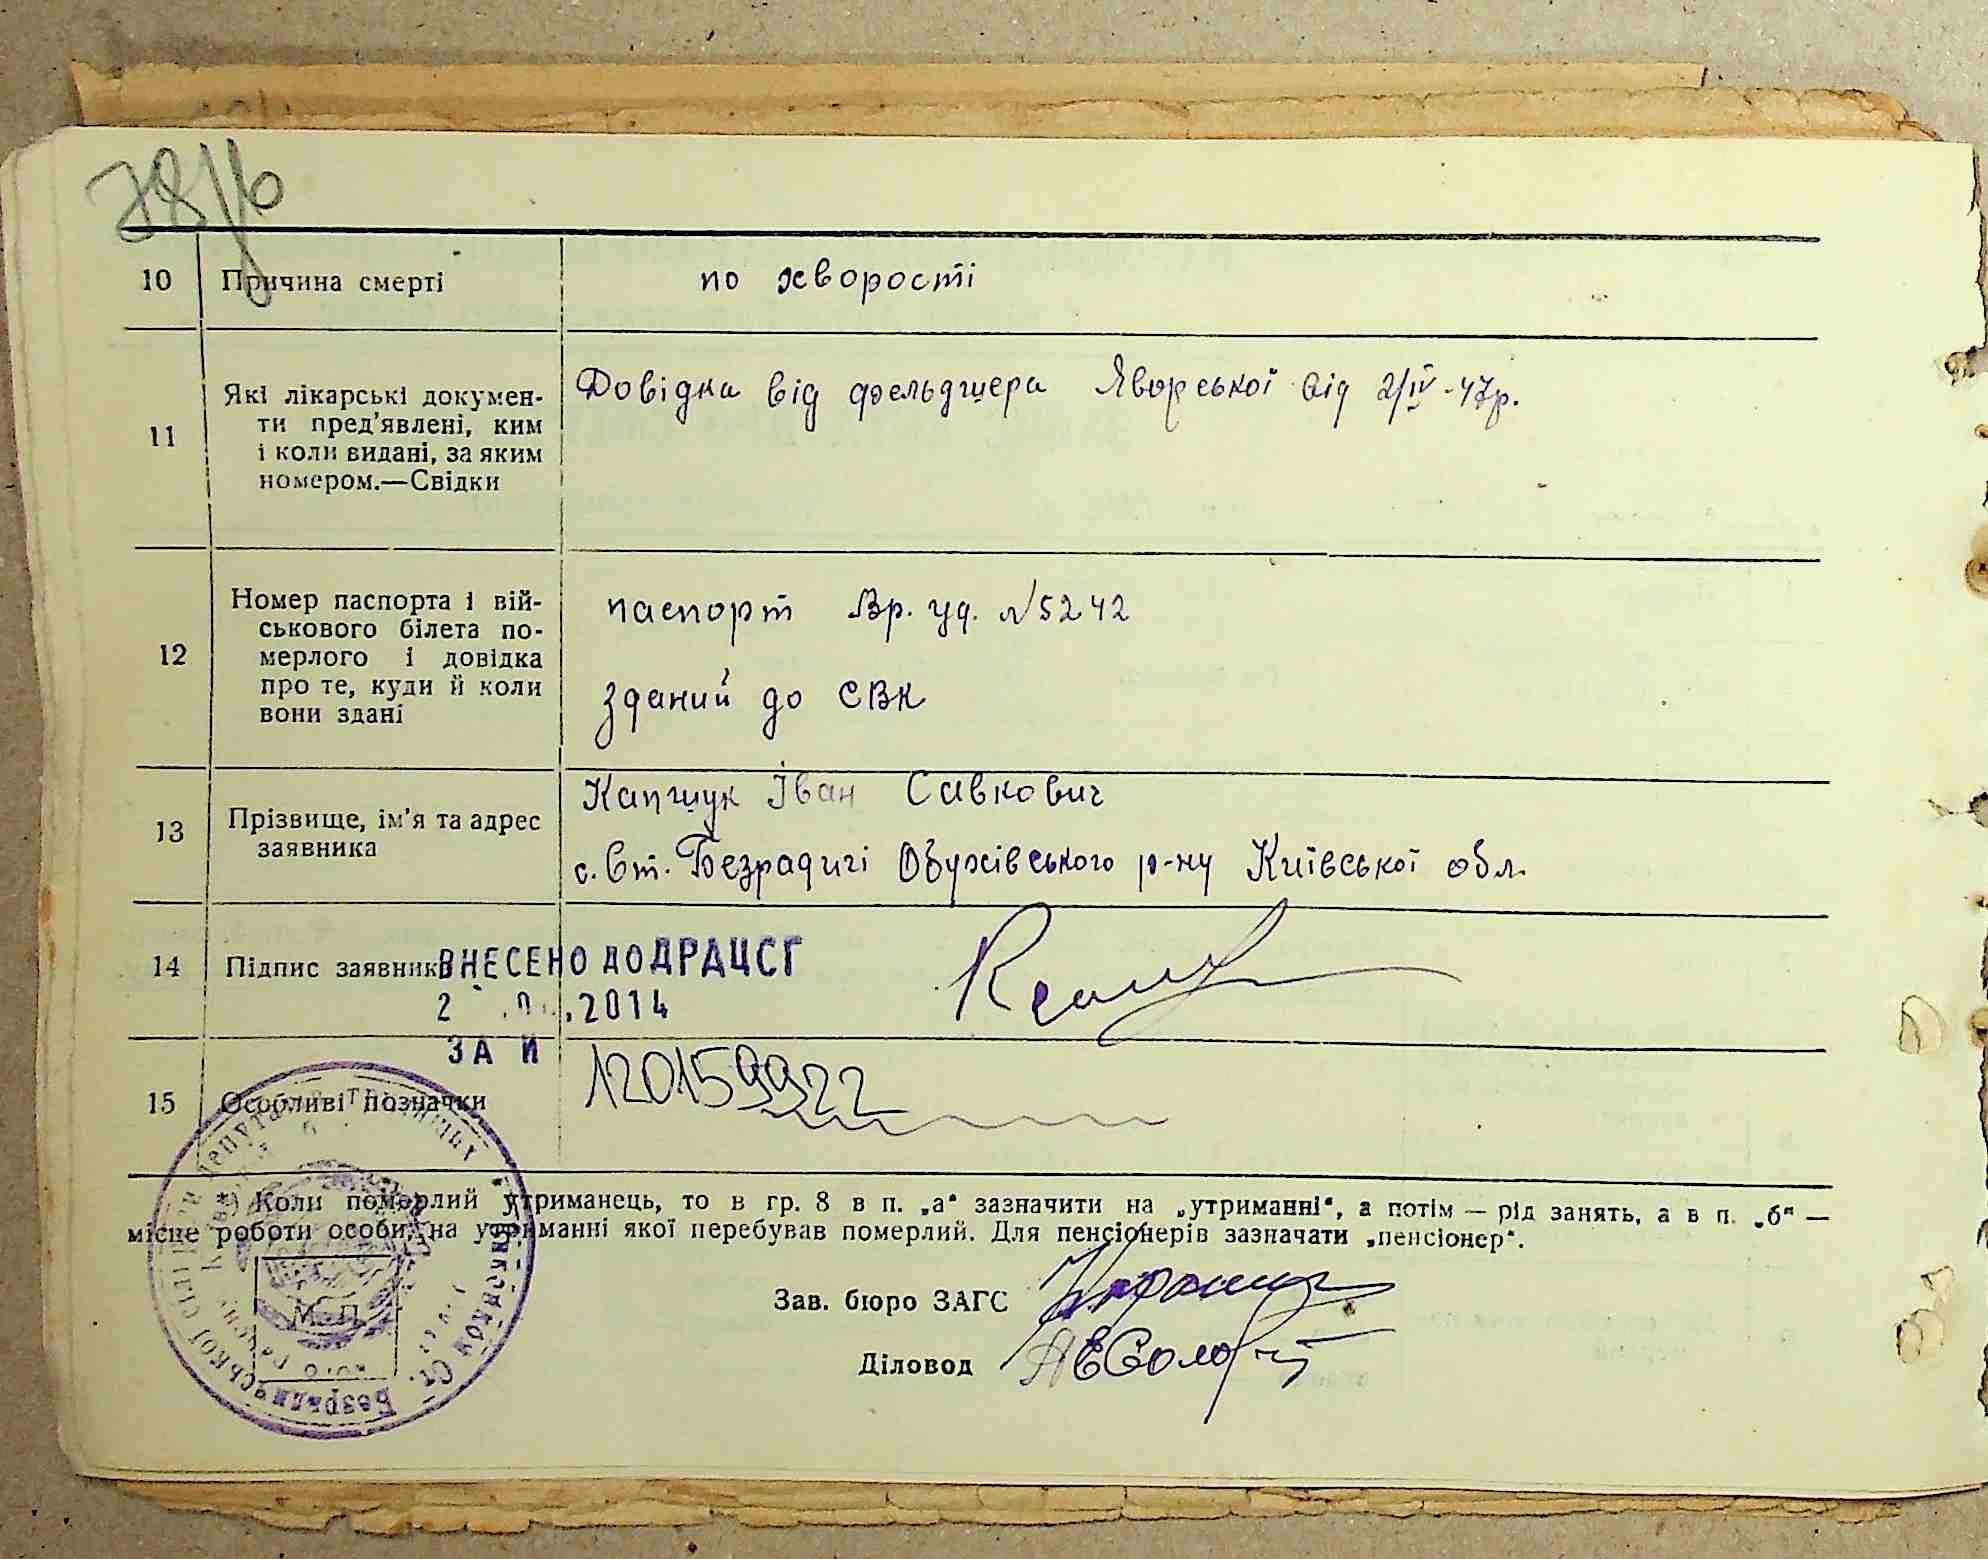 10 Причина смерті по хворості
11 Які лікарські докумен-
ти пред'явлені, ким
і коли видані, за яким
номером.—Свідки
Довідка від фельдшера Яворської від 2/IV-47р.
12 Номер паспорта і вій-
ськового білета по-
мерлого і довідка
про те, куди й коли
вони здані
паспорт Вр. уд. №5242
зданий до СВК
13 Прізвище, ім'я та адрес
заявника
Капшук Іван Савкович
с. Ст. Безрадичі Обухівського р-ну Київської обл.
14 Підпис заявника
ВНЕСЕНО ДО ДРАЦСГ
2014
ЗА И
15 Особливі позначки
120159922
Коли померлий утриманець, то в гр. 8 в п. „а" зазначити на „утриманні", а потім — рід занять, а в п. „б" —
місце роботи особи, на утриманні якої перебував померлий. Для пенсіонерів зазначати „пенсіонер".
Зав. бюро ЗАГС
Діловод
М. П.